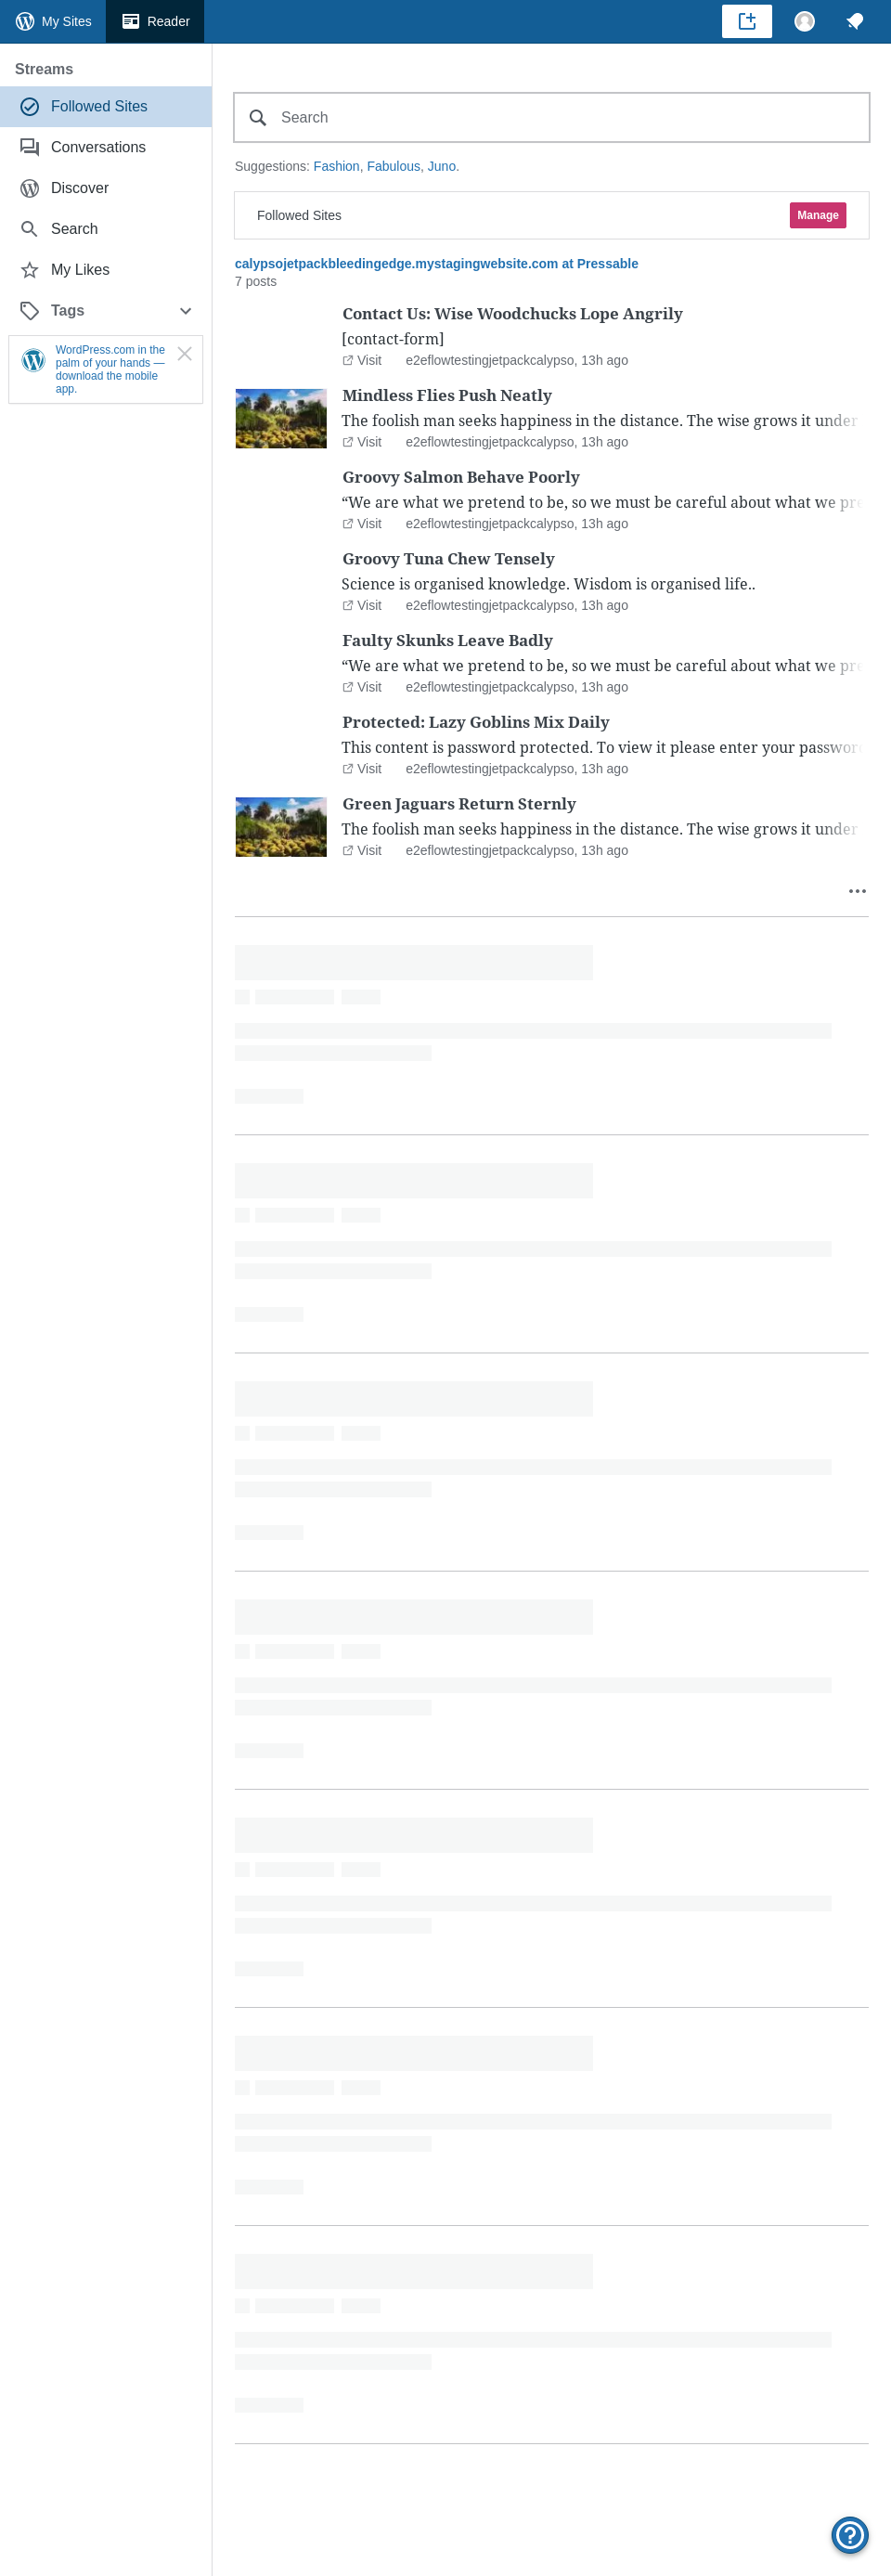 My Sites
Reader
Streams
Followed Sites
Conversations
Discover
Search
My Likes
Tags
WordPress.com in the
palm of your hands —
download the mobile
app.
Search
Suggestions: Fashion, Fabulous, Juno.
Followed Sites
Manage
calypsojetpackbleedingedge.mystagingwebsite.com at Pressable
7 posts
Contact Us: Wise Woodchucks Lope Angrily
[contact-form]
Visit e2eflowtestingjetpackcalypso, 13h ago
Mindless Flies Push Neatly
The foolish man seeks happiness in the distance. The wise grows it under
Visit e2eflowtestingjetpackcalypso, 13h ago
Groovy Salmon Behave Poorly
“We are what we pretend to be, so we must be careful about what we pre
Visit e2eflowtestingjetpackcalypso, 13h ago
Groovy Tuna Chew Tensely
Science is organised knowledge. Wisdom is organised life..
Visit e2eflowtestingjetpackcalypso, 13h ago
Faulty Skunks Leave Badly
“We are what we pretend to be, so we must be careful about what we pre
Visit e2eflowtestingjetpackcalypso, 13h ago
Protected: Lazy Goblins Mix Daily
This content is password protected. To view it please enter your password
Visit e2eflowtestingjetpackcalypso, 13h ago
Green Jaguars Return Sternly
The foolish man seeks happiness in the distance. The wise grows it under
Visit e2eflowtestingjetpackcalypso, 13h ago